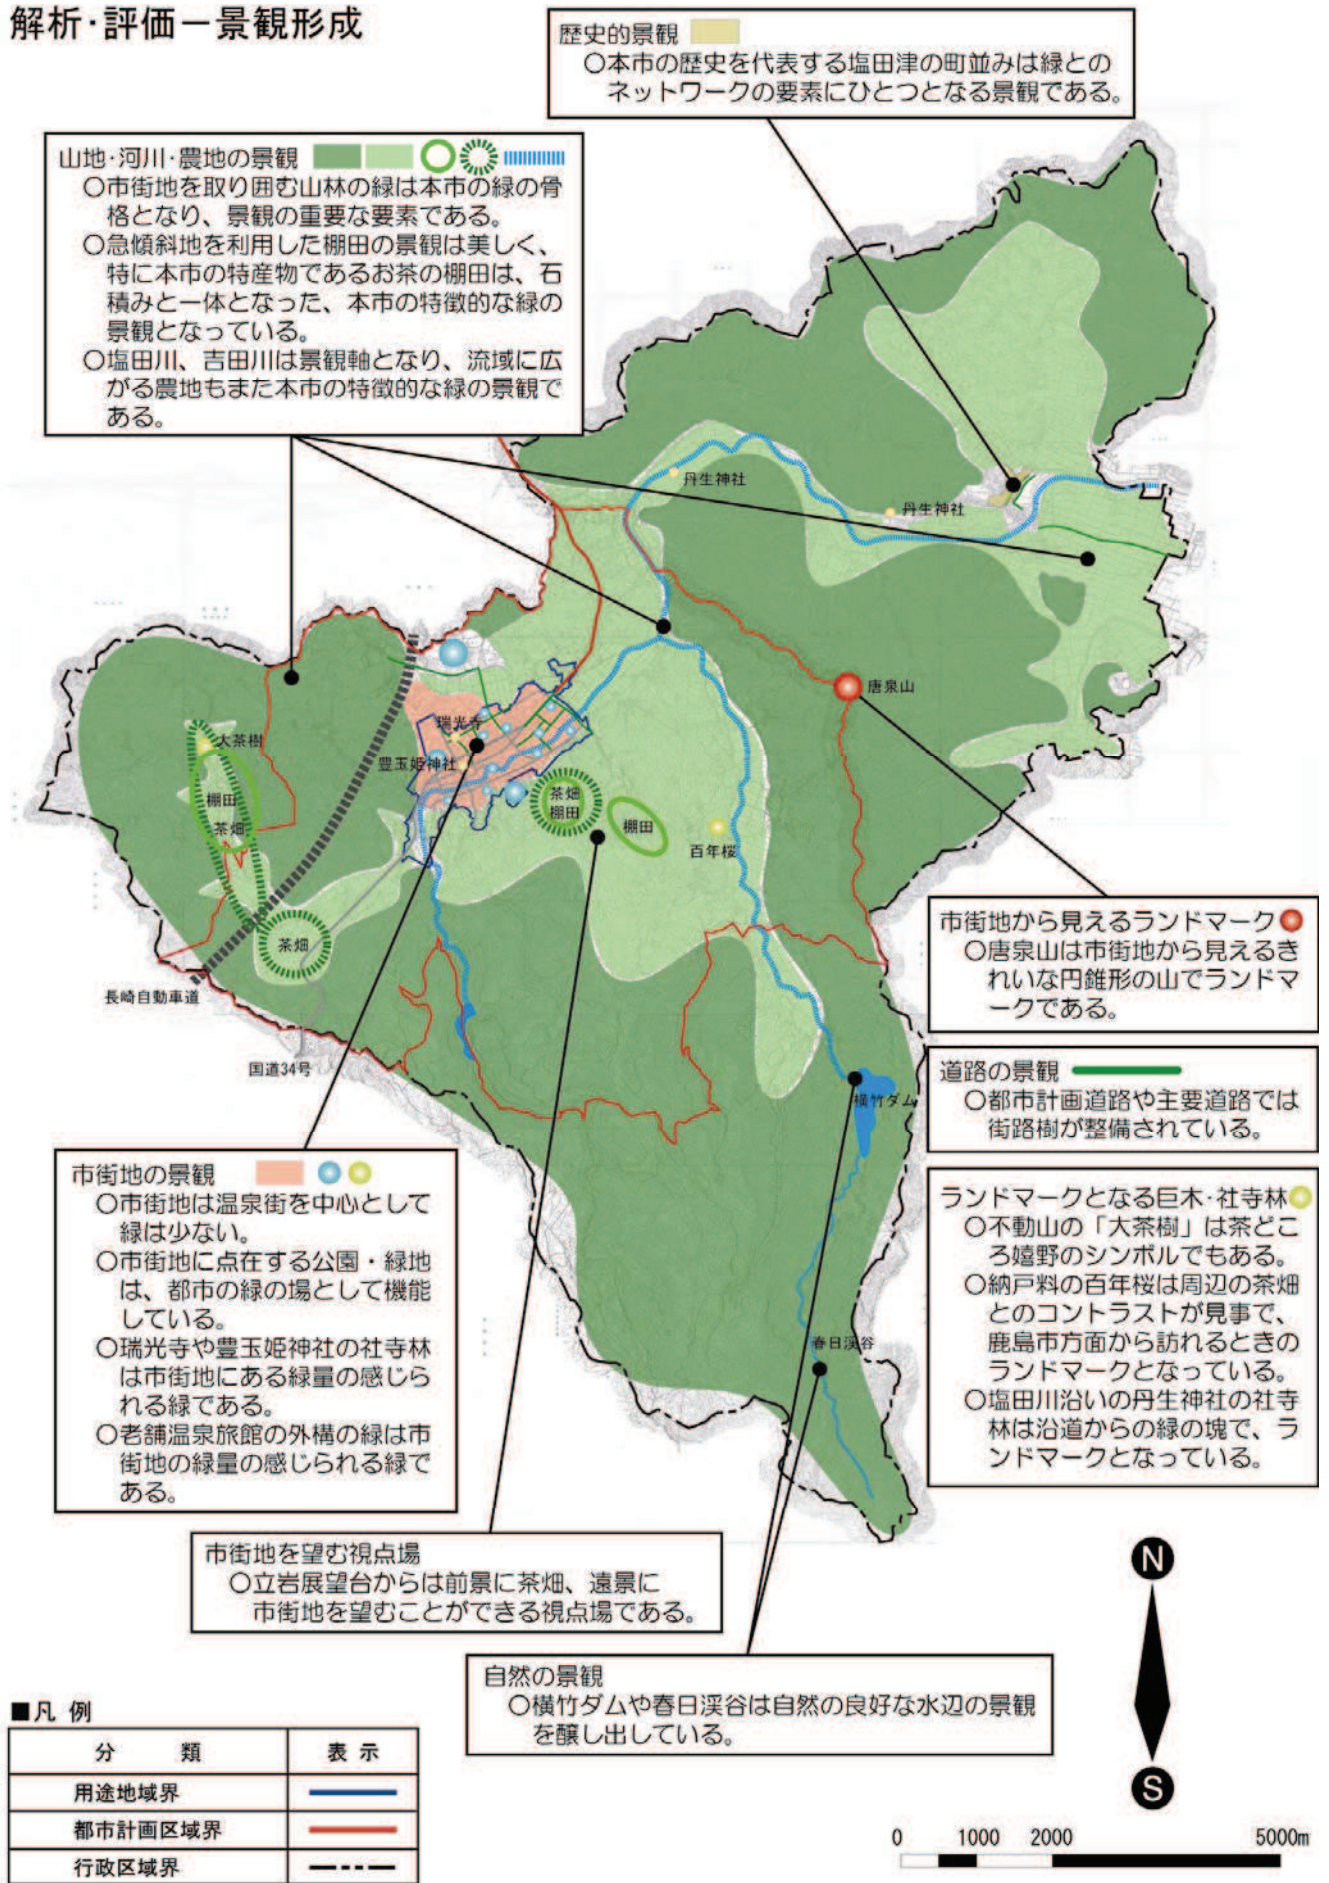 解析・評価－景観形成
歴史的景観
○本市の歴史を代表する塩田津の町並みは緑との
ネットワークの要素にひとつとなる景観である。
山地・河川・農地の景観
○市街地を取り囲む山林の緑は本市の緑の骨
格となり、景観の重要な要素である。
○急傾斜地を利用した棚田の景観は美しく、
特に本市の特産物であるお茶の棚田は、石
積みと一体となった、本市の特徴的な緑の
景観となっている。
○塩田川、吉田川は景観軸となり、流域に広
がる農地もまた本市の特徴的な緑の景観で
ある。
丹生神社
丹生神社
唐泉山
瑞光寺
豊玉姫神社
大茶樹
棚田
茶畑
茶畑
棚田
棚田
百年桜
茶畑
長崎自動車道
国道34号
横竹ダム
春日渓谷
市街地から見えるランドマーク
○唐泉山は市街地から見えるき
れいな円錐形の山でランドマ
ークである。
道路の景観
○都市計画道路や主要道路では
街路樹が整備されている。
ランドマークとなる巨木・社寺林
○不動山の「大茶樹」は茶どこ
ろ嬉野のシンボルでもある。
○納戸料の百年桜は周辺の茶畑
とのコントラストが見事で、
鹿島市方面から訪れるときの
ランドマークとなっている。
○塩田川沿いの丹生神社の社寺
林は沿道からの緑の塊で、ラ
ンドマークとなっている。
市街地の景観
○市街地は温泉街を中心として
緑は少ない。
○市街地に点在する公園・緑地
は、都市の緑の場として機能
している。
○瑞光寺や豊玉姫神社の社寺林
は市街地にある緑量の感じら
れる緑である。
○老舗温泉旅館の外構の緑は市
街地の緑量の感じられる緑で
ある。
市街地を望む視点場
○立岩展望台からは前景に茶畑、遠景に
市街地を望むことができる視点場である。
自然の景観
○横竹ダムや春日渓谷は自然の良好な水辺の景観
を醸し出している。
■凡 例
分 類 表 示
用途地域界
都市計画区域界
行政区域界
N
S
0 1000 2000 5000m